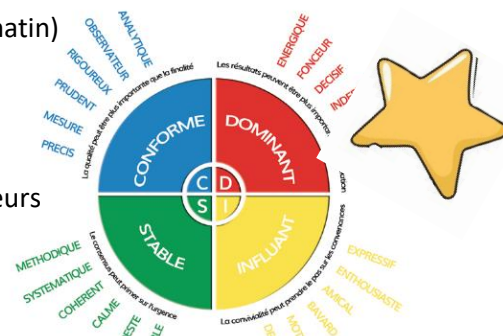 natin)
ANALYTIQUE
OBSERVATEUR
RIGOUREUX
PRUDENT
MESURE
PRECIS
La qualité peut être plus importante que la finalité
CONFORME
Les résultats peuvent être plus
ENERGIQUE
FONCEUR
DECISIF
DOMINANT
C D
S I
eurs
METHODIQUE
SYSTEMATIQUE
COHERENT
CALME
Le consensus peut primer sur l'urgence
STABLE
INFLUANT
La convivialité peut prendre le pas sur les convenances
EXPRESSIF
ENTHOUSIASTE
AMICAL
BAVARD